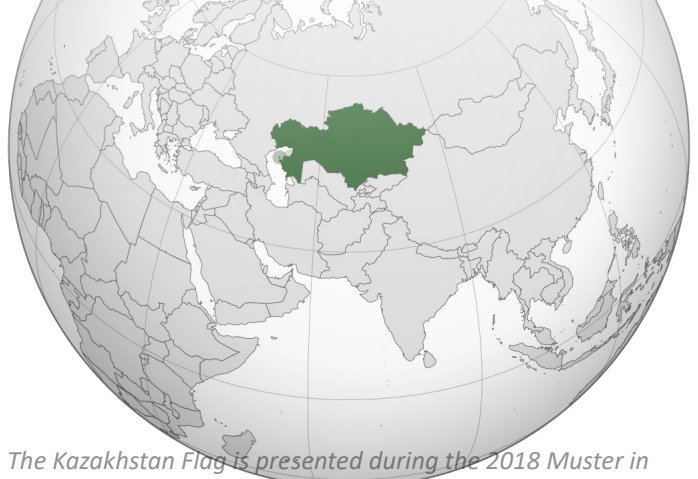 The Kazakhstan Flag is presented during the 2018 Muster in